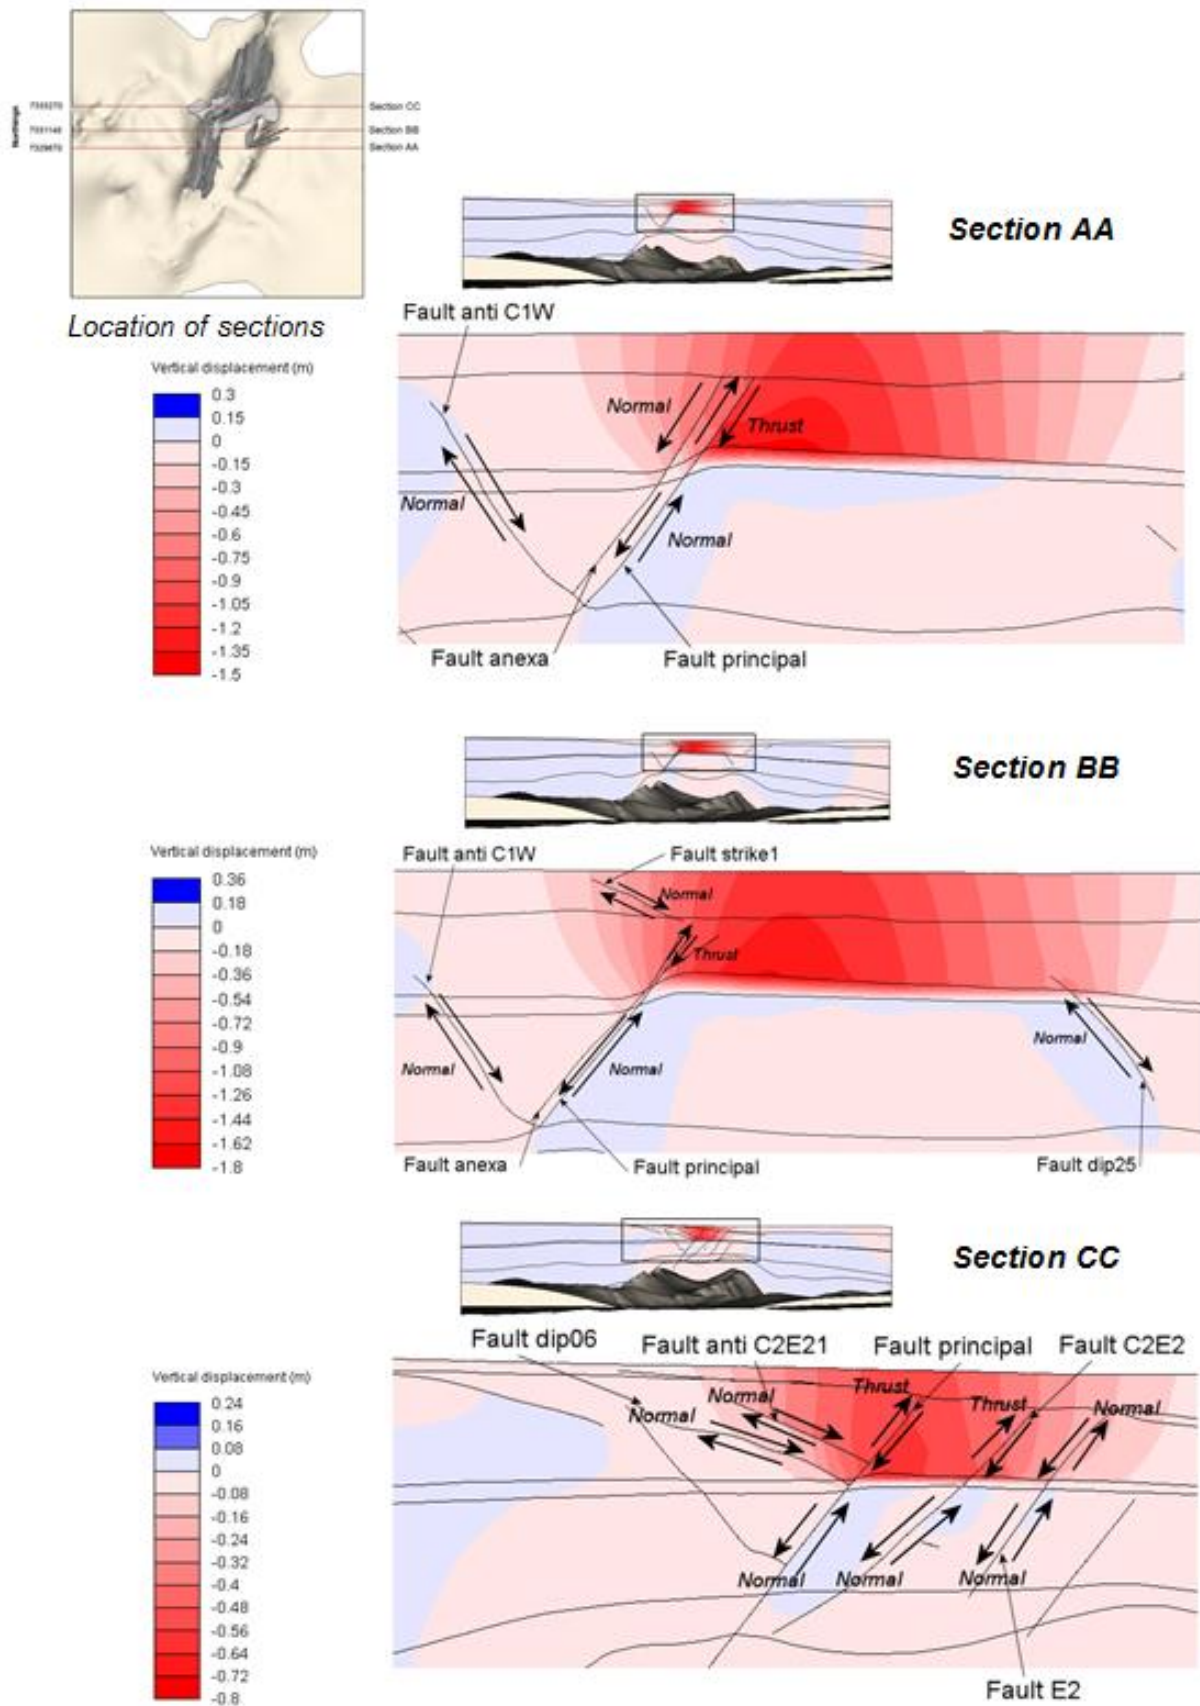 Section CC
Section BB
Section AA
Location of sections
Section AA
Fault anti C1W
Vertical displacement (m)
0.3
0.15
0
-0.15
-0.3
-0.45
-0.6
-0.75
-0.9
-1.05
-1.2
-1.35
-1.5
Normal
Thrust
Normal
Normal
Fault anexa
Fault principal
Section BB
Vertical displacement (m)
0.36
0.18
0
-0.18
-0.36
-0.54
-0.72
-0.9
-1.08
-1.26
-1.44
-1.62
-1.8
Fault anti C1W
Fault strike1
Normal
Thrust
Normal
Normal
Normal
Fault anexa
Fault principal
Fault dip25
Section CC
Fault dip06
Fault anti C2E21
Fault principal
Fault C2E2
Vertical displacement (m)
0.24
0.16
0.08
0
-0.08
-0.16
-0.24
-0.32
-0.4
-0.48
-0.56
-0.64
-0.72
-0.8
Normal
Normal
Thrust
Thrust
Normal
Normal
Normal
Normal
Fault E2